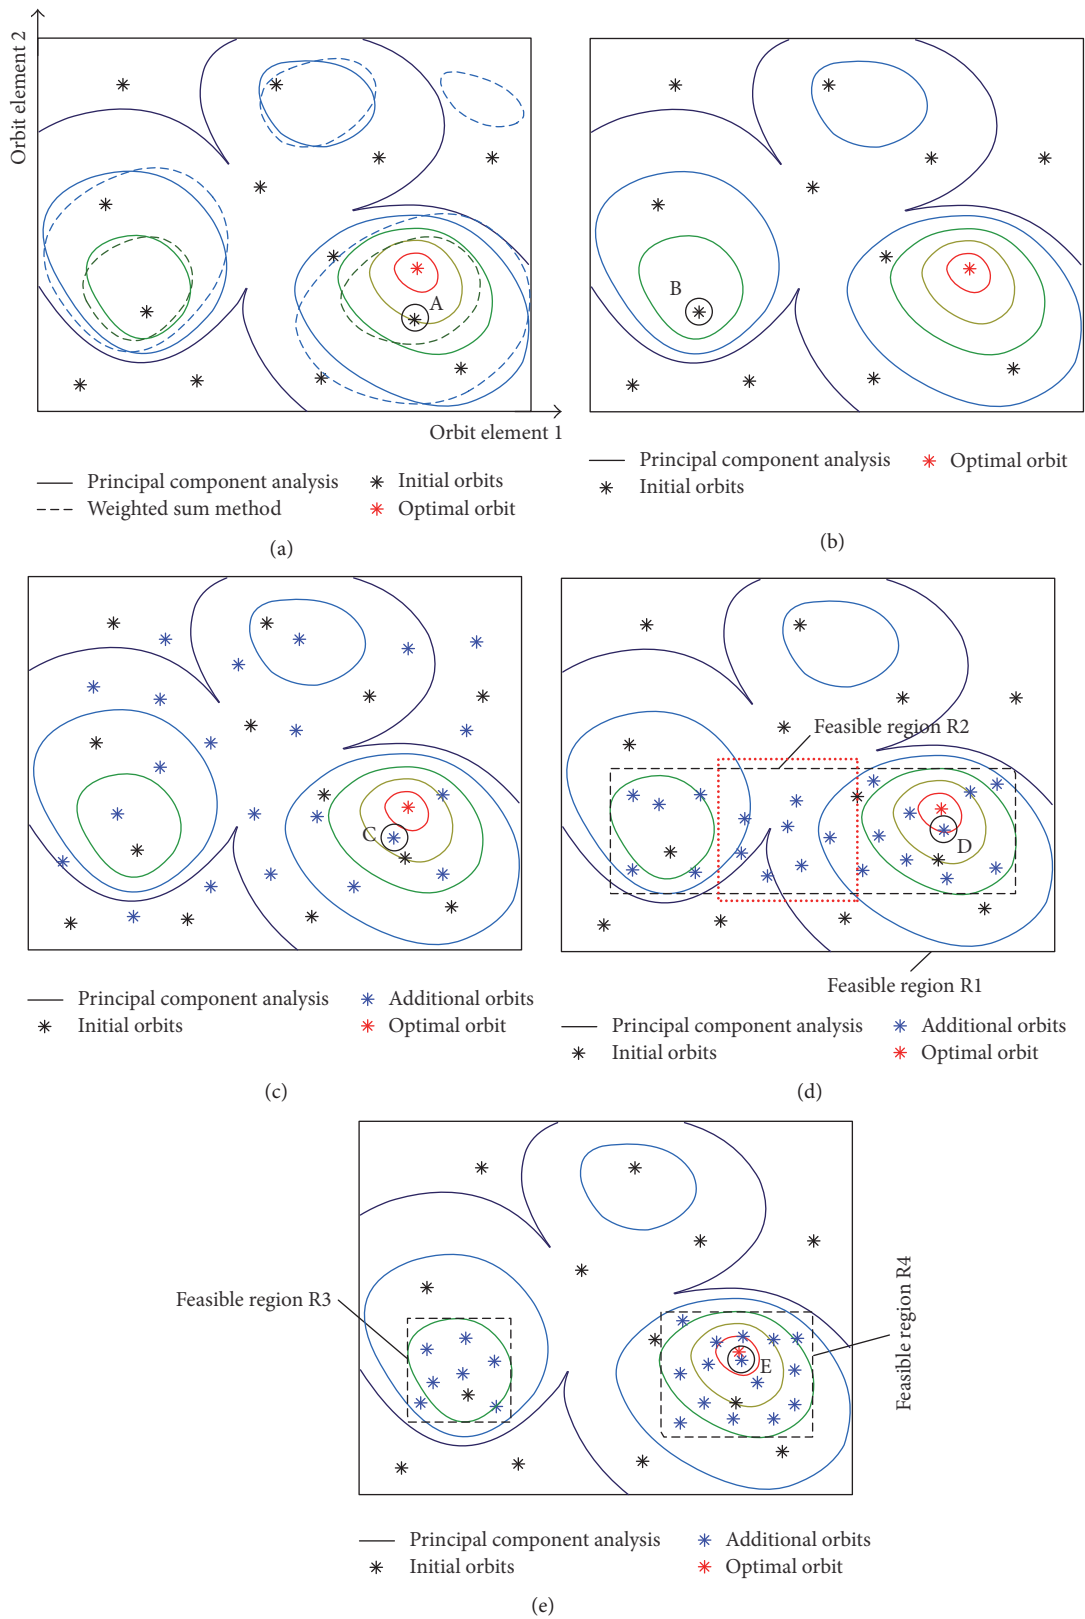 Orbit element 2
A
Orbit element 1
Principal component analysis
Initial orbits
Weighted sum method
Optimal orbit
(a)
B
Principal component analysis
Optimal orbit
Initial orbits
(b)
C
Principal component analysis
Additional orbits
Initial orbits
Optimal orbit
(c)
Feasible region R2
D
Feasible region R1
Principal component analysis
Additional orbits
Initial orbits
Optimal orbit
(d)
Feasible region R3
E
Feasible region R4
Principal component analysis
Additional orbits
Initial orbits
Optimal orbit
(e)